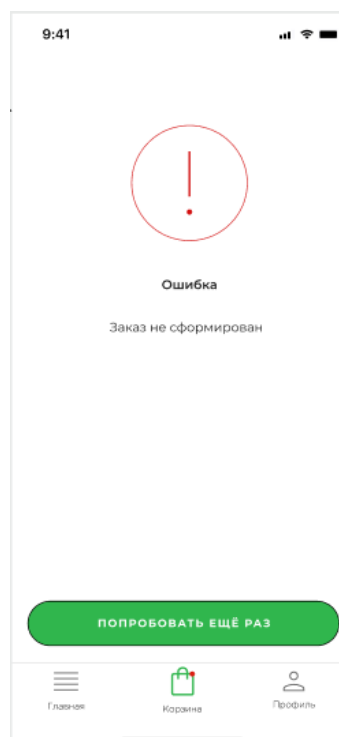 9:41
Ошибка
Заказ не сформирован
ПОПРОБОВАТЬ ЕЩЁ РАЗ
Главная
Корзина
Профиль